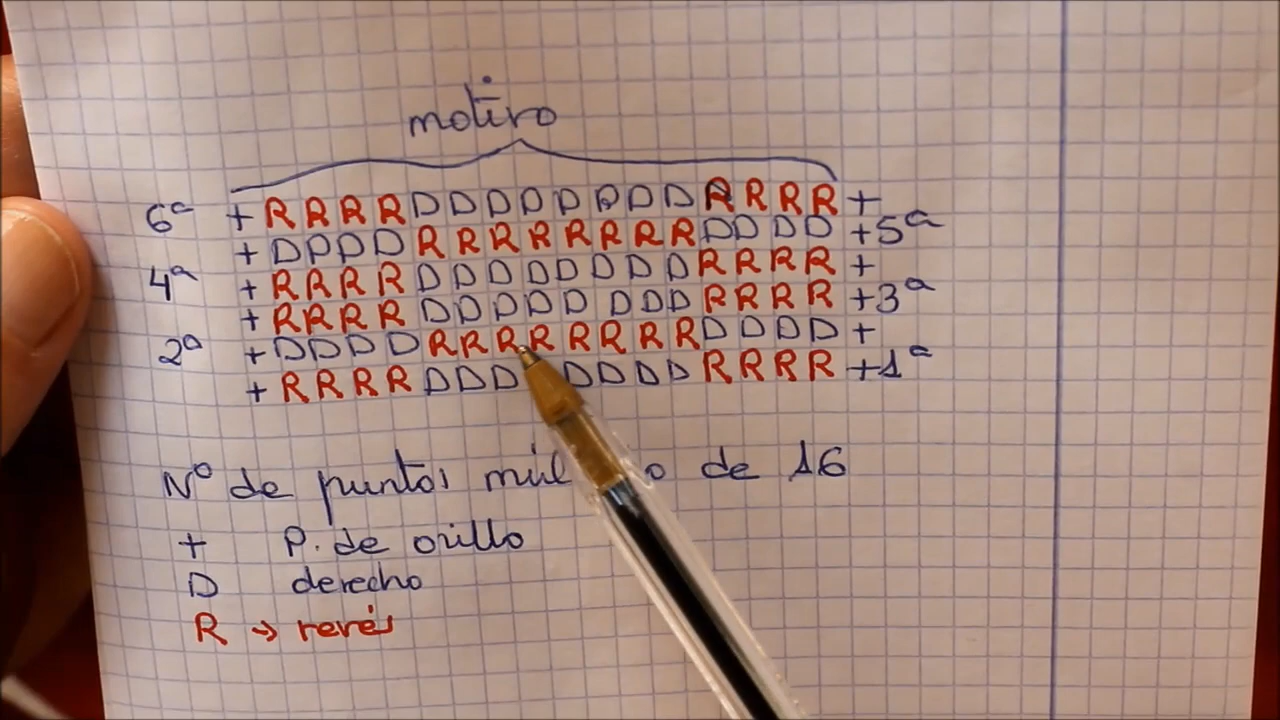 motivo
6ª + R R R R D D D D D D D D R R R R +
+ D D D D R R R R R R R R D D D D + 5ª
4ª + R R R R D D D D D D D D R R R R +
+ R R R R D D D D D D D D R R R R + 3ª
2ª + D D D D R R R R R R R R D D D D +
+ R R R R D D D D D D D R R R R + 1ª
Nº de puntos de 16
+ P. de orillo
D derecho
R → revés